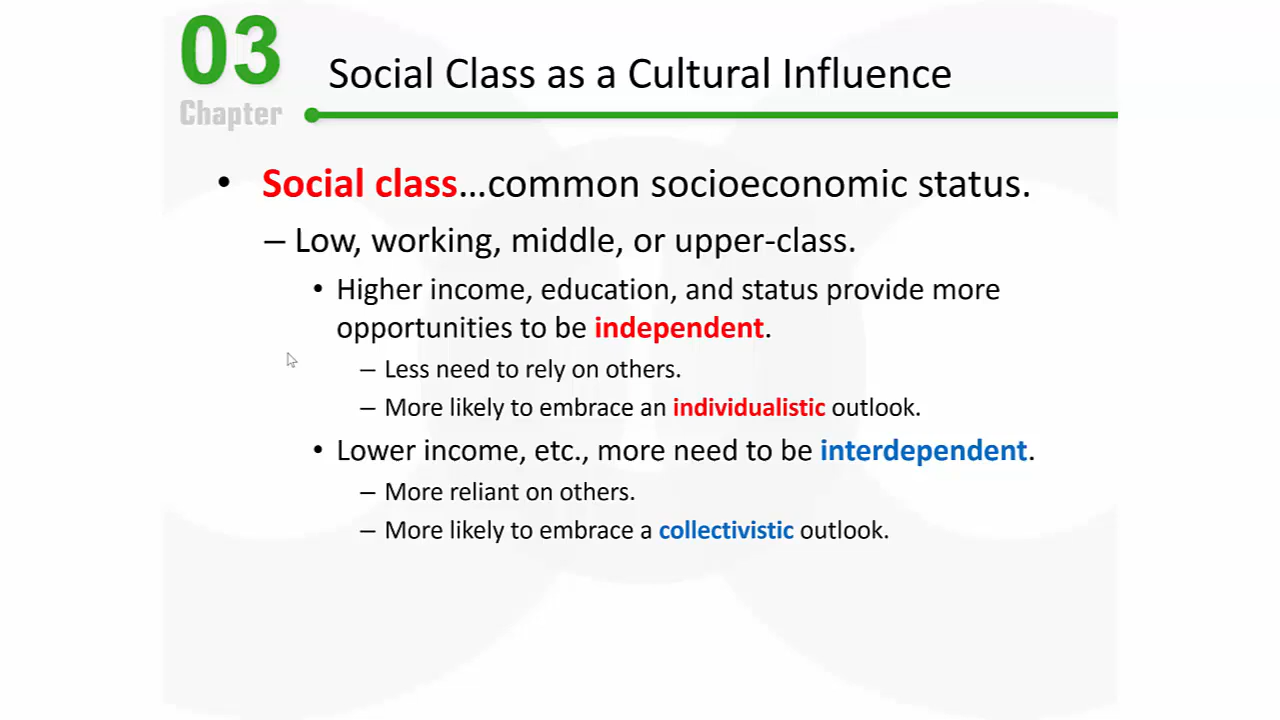 03
Chapter
Social Class as a Cultural Influence
• Social class…common socioeconomic status.
– Low, working, middle, or upper-class.
• Higher income, education, and status provide more
opportunities to be independent.
– Less need to rely on others.
– More likely to embrace an individualistic outlook.
• Lower income, etc., more need to be interdependent.
– More reliant on others.
– More likely to embrace a collectivistic outlook.